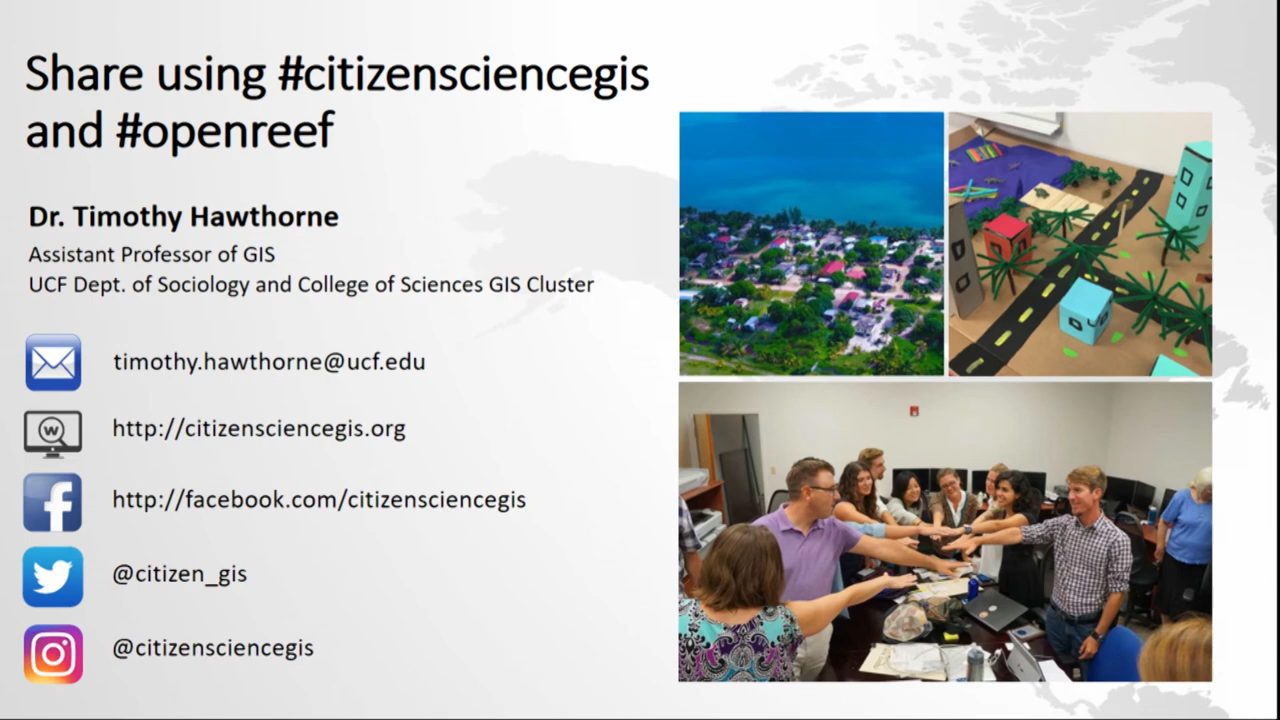 Share using #citizensciencegis
and #openreef
Dr. Timothy Hawthorne
Assistant Professor of GIS
UCF Dept. of Sociology and College of Sciences GIS Cluster
timothy.hawthorne@ucf.edu
W
http://citizensciencegis.org
f
http://facebook.com/citizensciencegis
@citizen_gis
@citizensciencegis